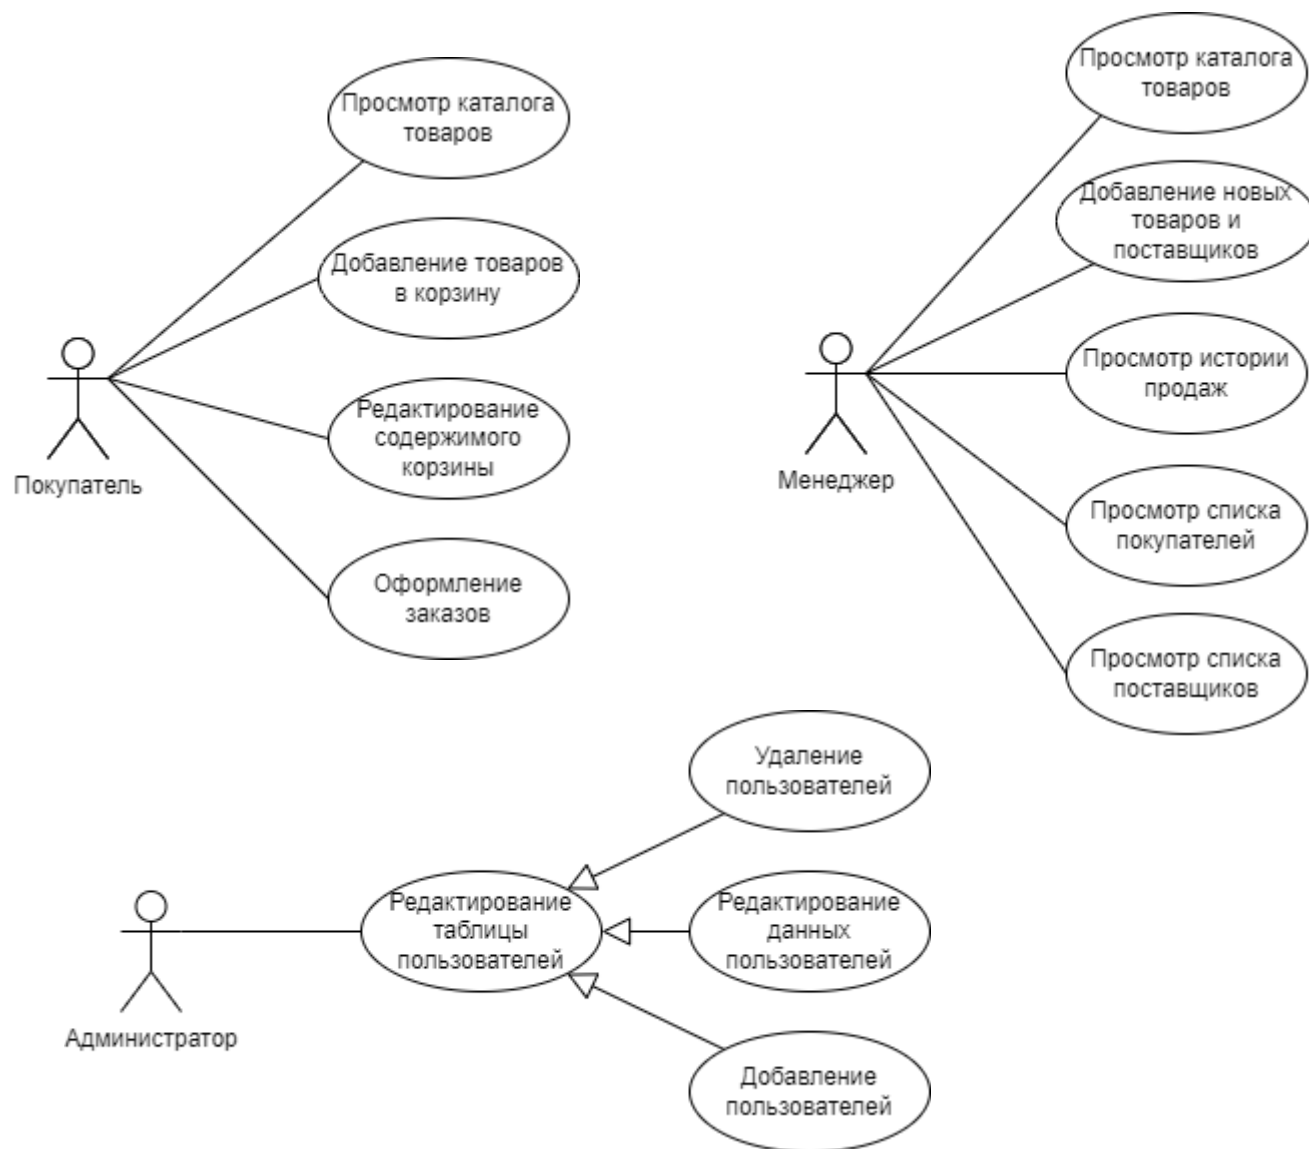 Просмотр каталога
товаров
Добавление товаров
в корзину
Редактирование
содержимого
корзины
Оформление
заказов
Покупатель
Просмотр каталога
товаров
Добавление новых
товаров и
поставщиков
Просмотр истории
продаж
Просмотр списка
покупателей
Просмотр списка
поставщиков
Менеджер
Удаление
пользователей
Редактирование
таблицы
пользователей
Редактирование
данных
пользователей
Добавление
пользователей
Администратор